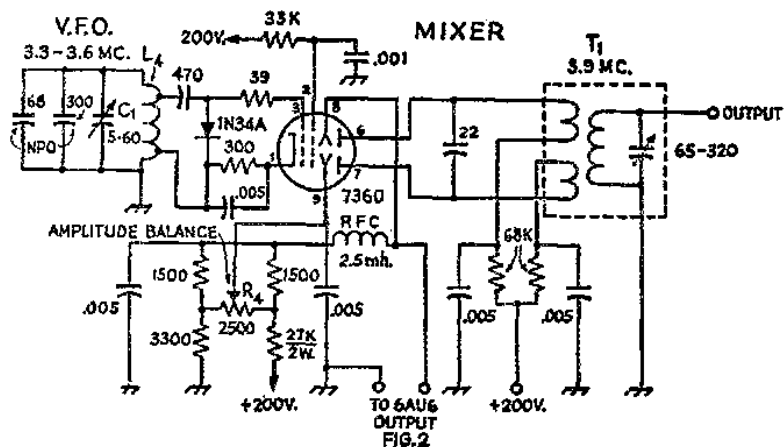 V.F.O.
3.3-3.6 MC.
L4
MIXER
33K
200V.
.001
T1
3.9 MC.
470
39
68
300
C1
5-60
NPO
1N34A
300
.005
1
2
3
8
6
7
9
7360
22
OUTPUT
65-320
AMPLITUDE BALANCE
RFC
2.5mh.
1500
1500
.005
R4
2500
3300
27K
2W.
.005
+200V.
68K
.005
.005
+200V.
TO 6AU6
OUTPUT
FIG.2